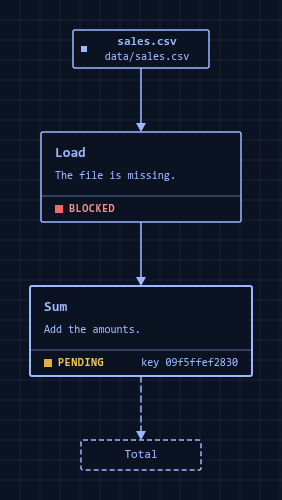 sales.csv
data/sales.csv
Load
The file is missing.
BLOCKED
Sum
Add the amounts.
PENDING key 09f5ffef2830
Total